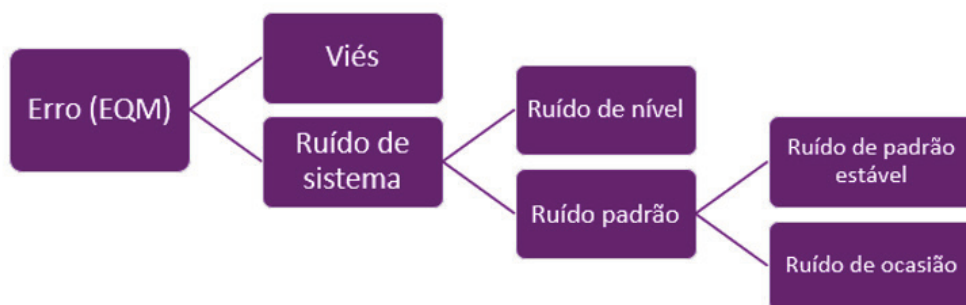 Erro (EQM)
Viés
Ruído de
sistema
Ruído de nível
Ruído padrão
Ruído de padrão
estável
Ruído de ocasião